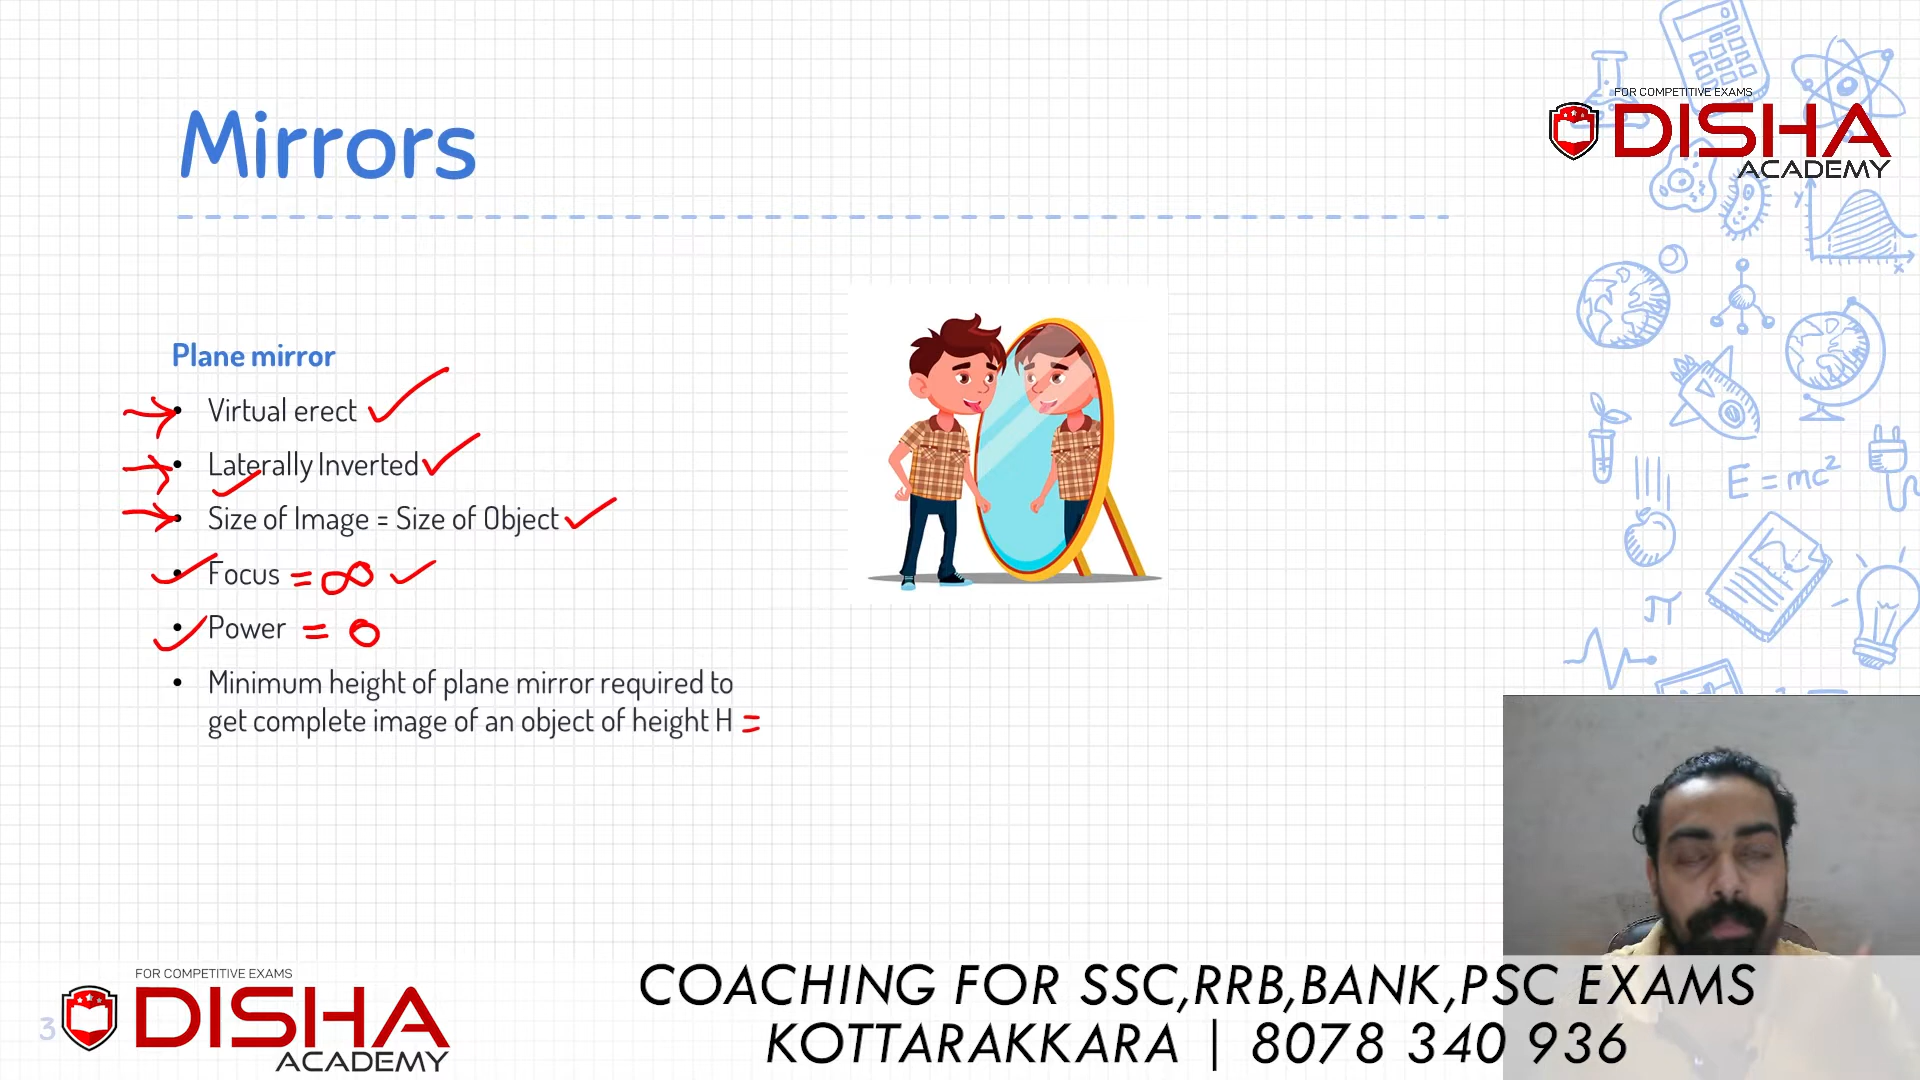 Mirrors
FOR COMPETITIVE EXAMS
DISHA
ACADEMY
Plane mirror
• Virtual erect
• Laterally Inverted
• Size of Image = Size of Object
• Focus = ∞
• Power = 0
• Minimum height of plane mirror required to
get complete image of an object of height H =
Y
X
E = mc²
π
3
FOR COMPETITIVE EXAMS
DISHA
ACADEMY
COACHING FOR SSC,RRB,BANK,PSC EXAMS
KOTTARAKKARA | 8078 340 936